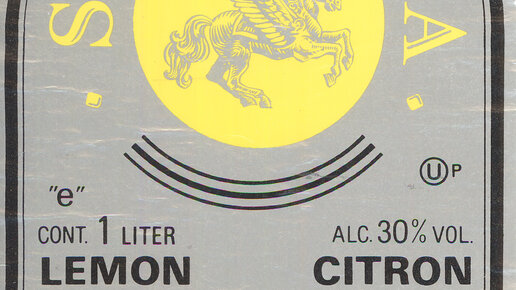 S A
Ⓤ P
"e"
CONT. 1 LITER ALC. 30% VOL.
LEMON CITRON